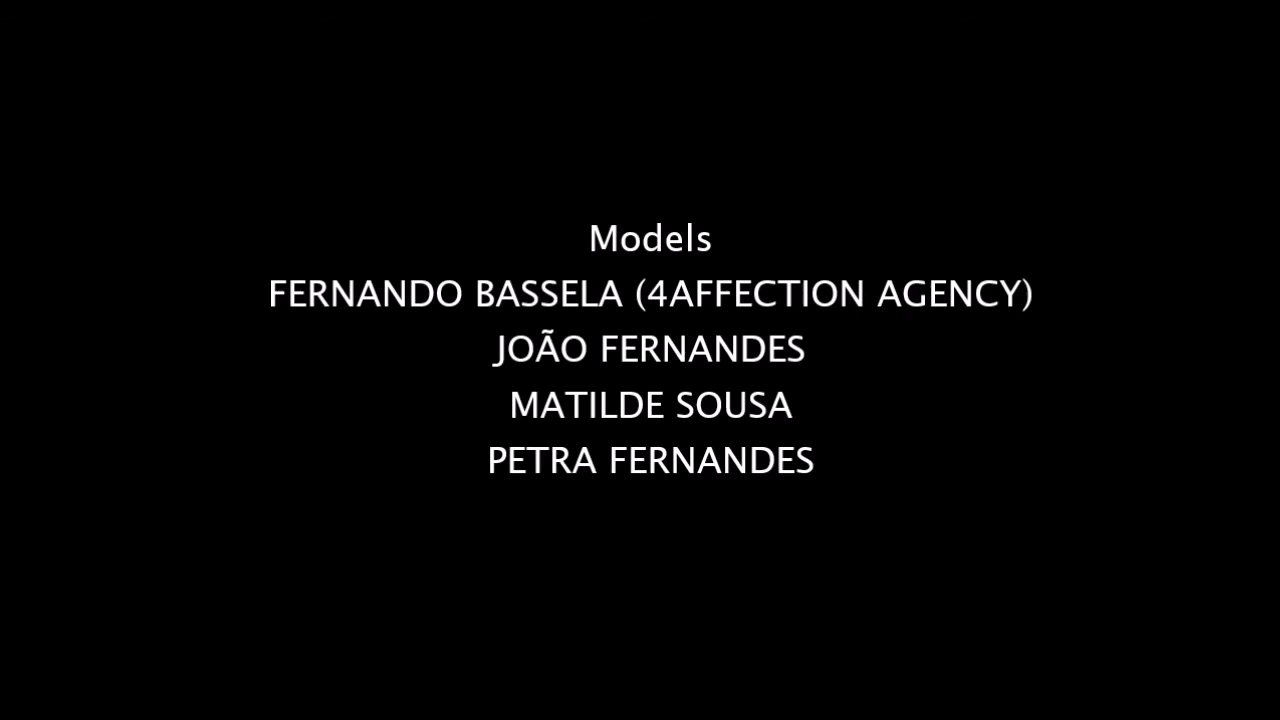 Models
FERNANDO BASSELA (4AFFECTION AGENCY)
JOÃO FERNANDES
MATILDE SOUSA
PETRA FERNANDES